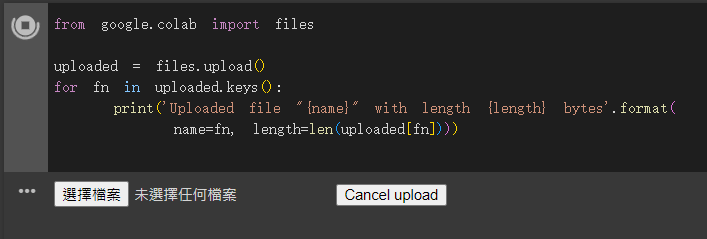 from google.colab import files
uploaded = files.upload()
for fn in uploaded.keys():
print('Uploaded file "{name}" with length {length} bytes'.format(
name=fn, length=len(uploaded[fn])))
選擇檔案 未選擇任何檔案 Cancel upload